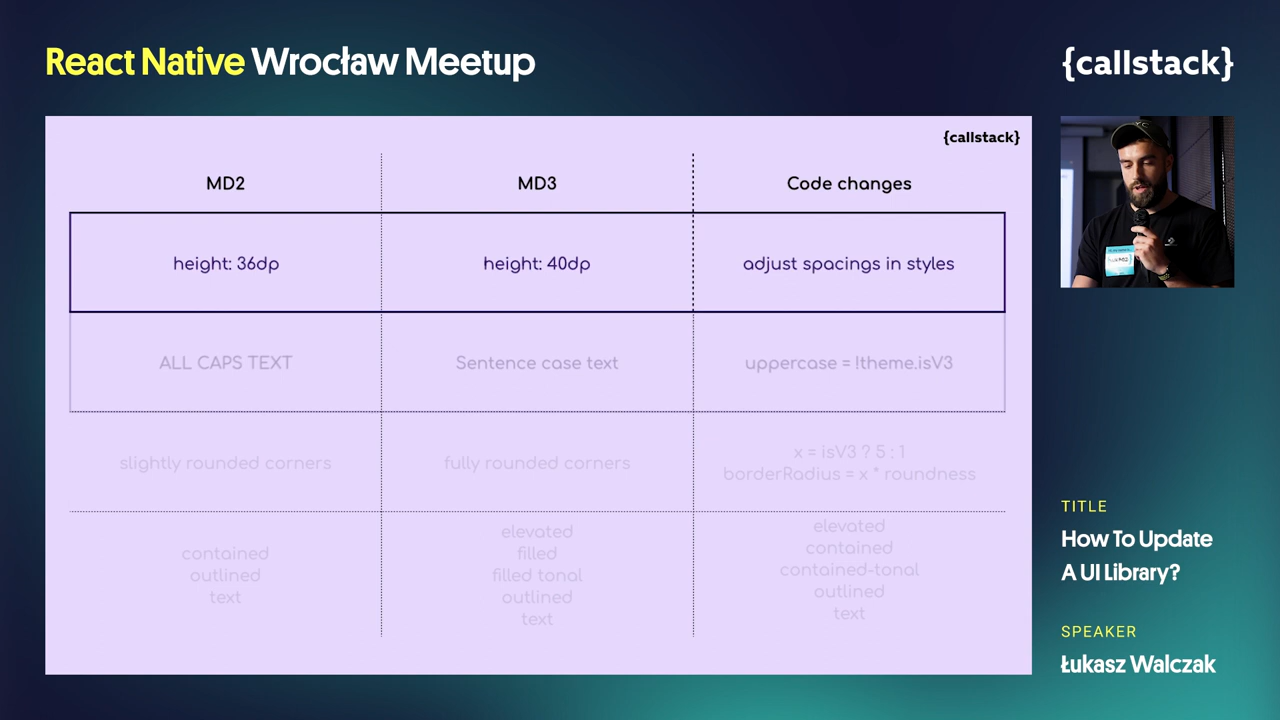 React Native Wrocław Meetup
{callstack}
{callstack}
MD2
MD3
Code changes
height: 36dp
height: 40dp
adjust spacings in styles
ALL CAPS TEXT
Sentence case text
uppercase = !theme.isV3
slightly rounded corners
fully rounded corners
x = isV3 ? 5 : 1
borderRadius = x * roundness
contained
outlined
text
elevated
filled
filled tonal
outlined
text
elevated
contained
contained-tonal
outlined
text
TITLE
How To Update
A UI Library?
SPEAKER
Łukasz Walczak